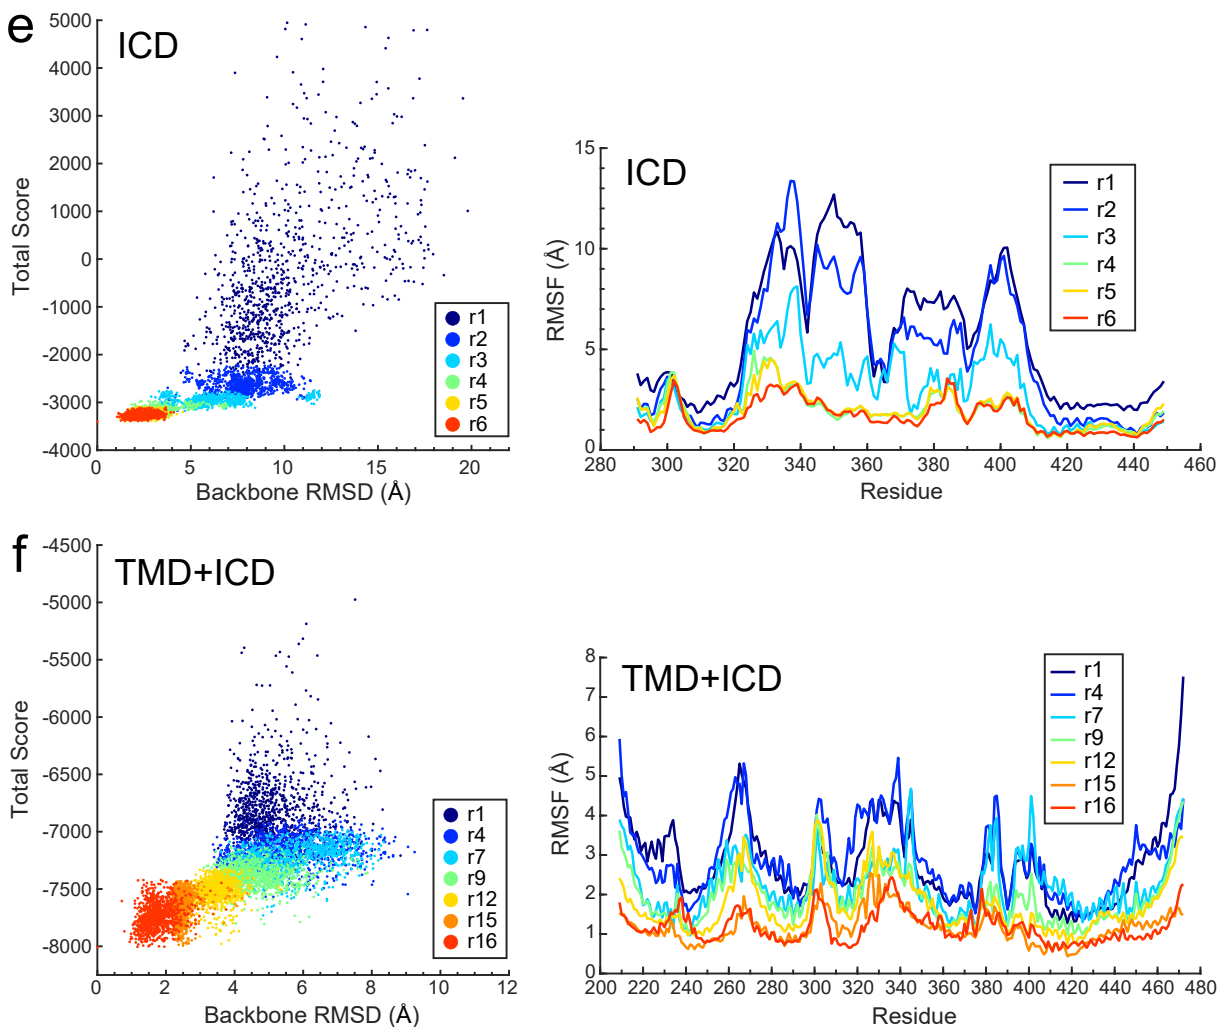 e
ICD
Total Score
5000
4000
3000
2000
1000
0
-1000
-2000
-3000
-4000
0
5
10
15
20
Backbone RMSD (Å)
r1
r2
r3
r4
r5
r6
ICD
RMSF (Å)
15
10
5
0
280
300
320
340
360
380
400
420
440
460
Residue
r1
r2
r3
r4
r5
r6
f
TMD+ICD
Total Score
-4500
-5000
-5500
-6000
-6500
-7000
-7500
-8000
0
2
4
6
8
10
12
Backbone RMSD (Å)
r1
r4
r7
r9
r12
r15
r16
TMD+ICD
RMSF (Å)
8
7
6
5
4
3
2
1
0
200
220
240
260
280
300
320
340
360
380
400
420
440
460
480
Residue
r1
r4
r7
r9
r12
r15
r16